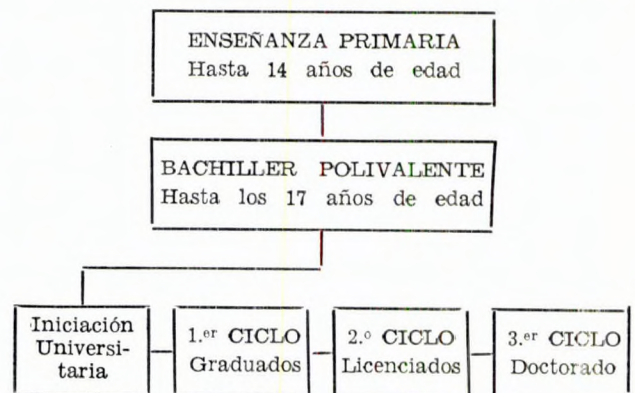 ENSEÑANZA PRIMARIA
Hasta 14 años de edad
BACHILLER POLIVALENTE
Hasta los 17 años de edad
Iniciación
Universi-
taria
1.er CICLO
Graduados
2.º CICLO
Licenciados
3.er CICLO
Doctorado